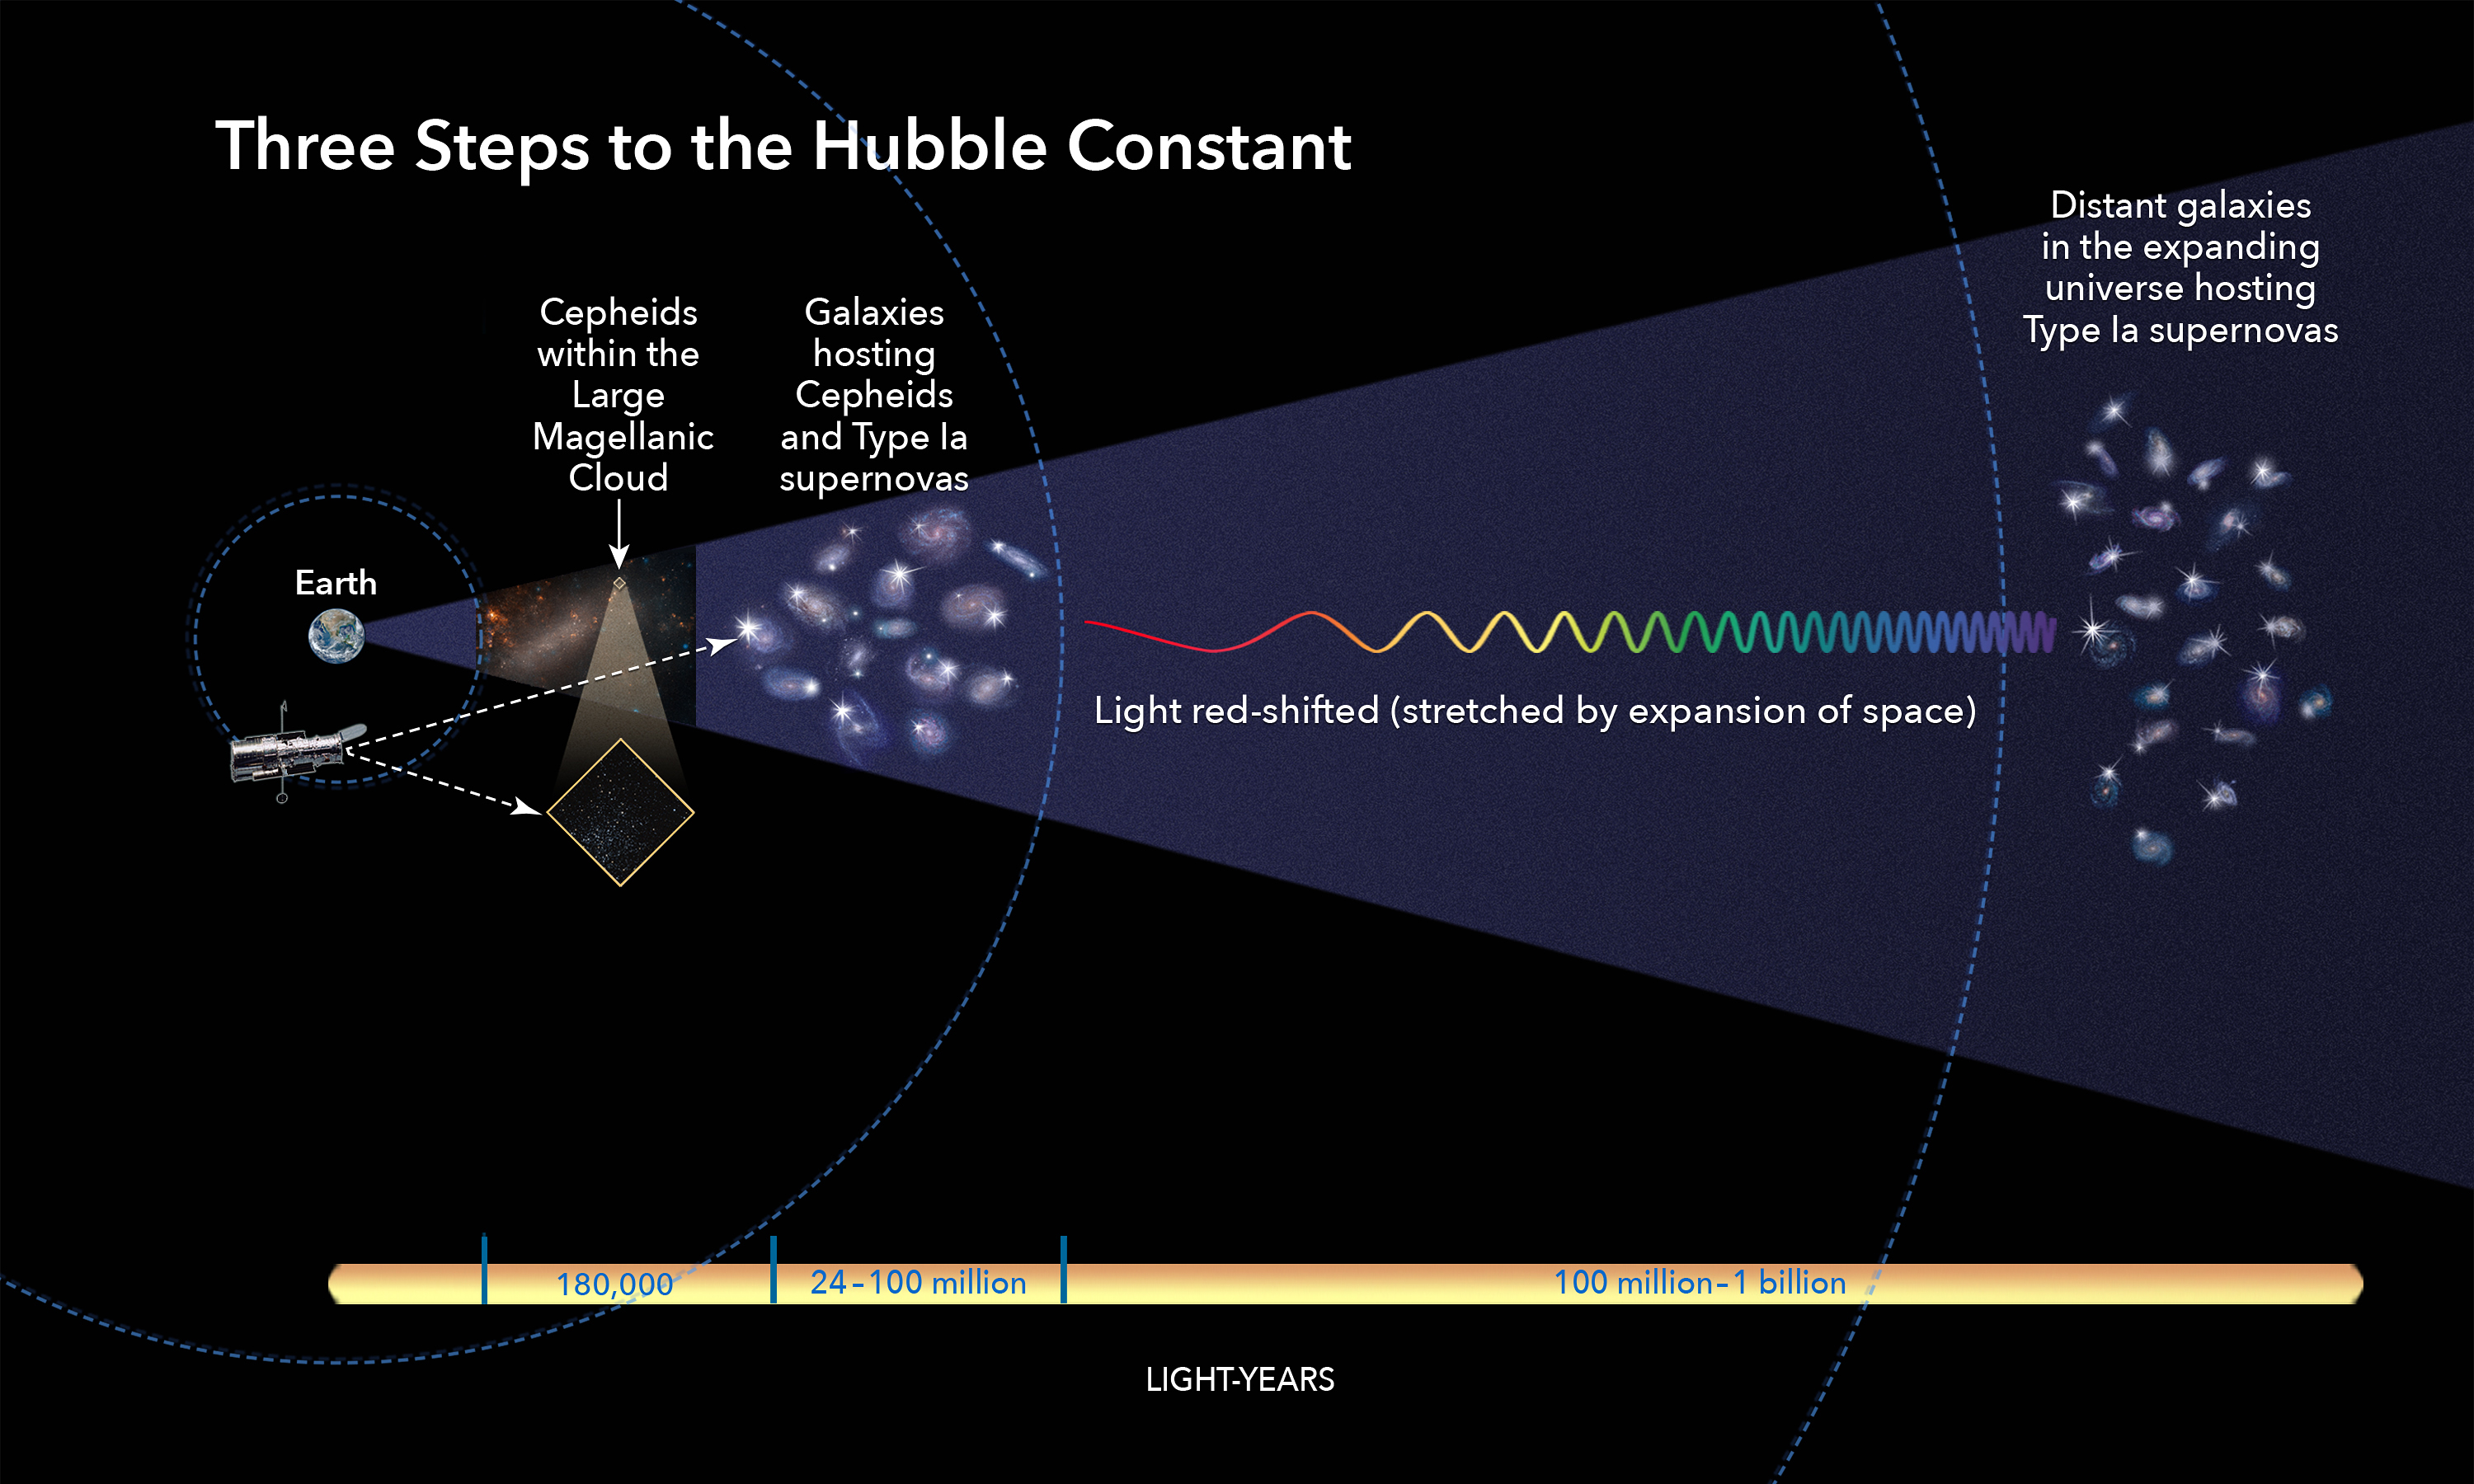 Three Steps to the Hubble Constant
Cepheids
within the
Large
Magellanic
Cloud
Galaxies
hosting
Cepheids
and Type Ia
supernovas
Distant galaxies
in the expanding
universe hosting
Type Ia supernovas
Earth
Light red-shifted (stretched by expansion of space)
180,000
24–100 million
100 million–1 billion
LIGHT-YEARS